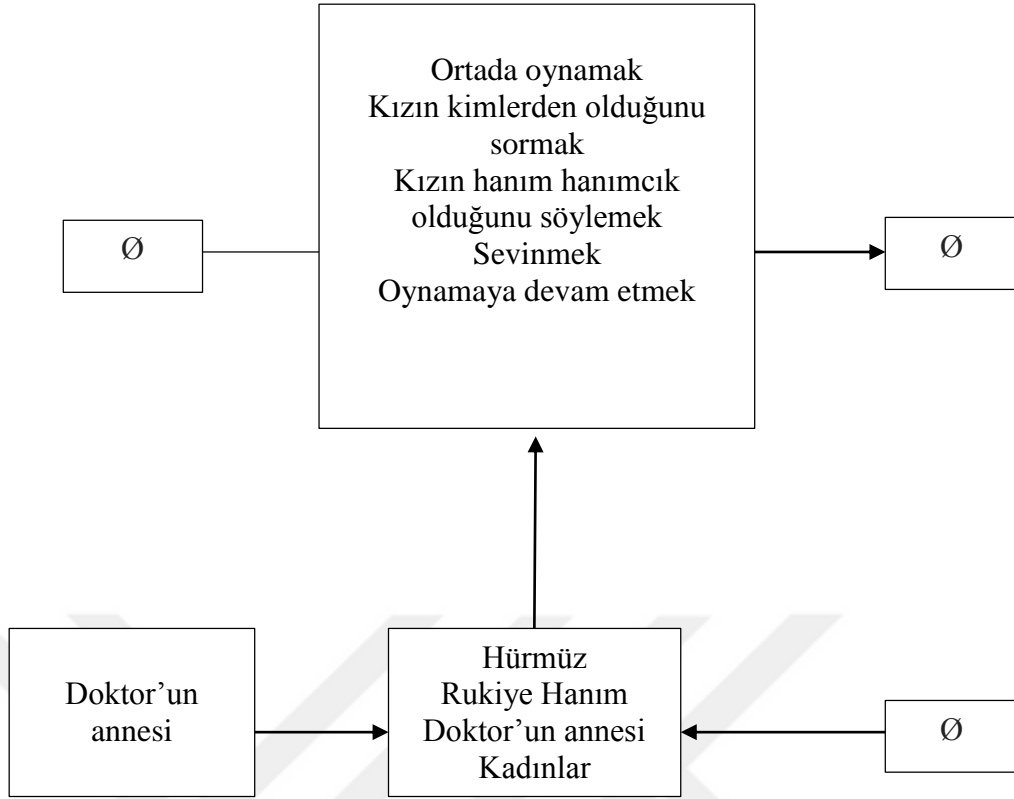 Ortada oynamak
Kızın kimlerden olduğunu
sormak
Kızın hanım hanımcık
olduğunu söylemek
Sevinmek
Oynamaya devam etmek
Ø
Ø
Doktor’un
annesi
Hürmüz
Rukiye Hanım
Doktor’un annesi
Kadınlar
Ø